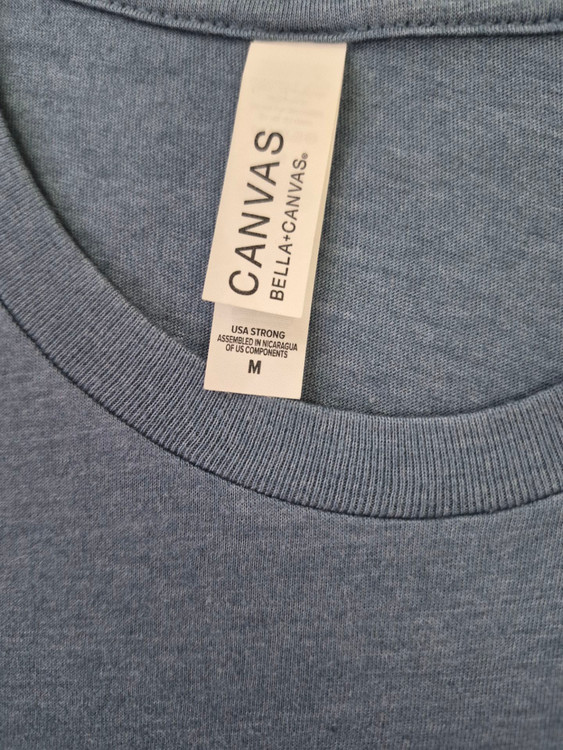 CANVAS
BELLA+CANVAS®
USA STRONG
ASSEMBLED IN NICARAGUA
OF US COMPONENTS
M